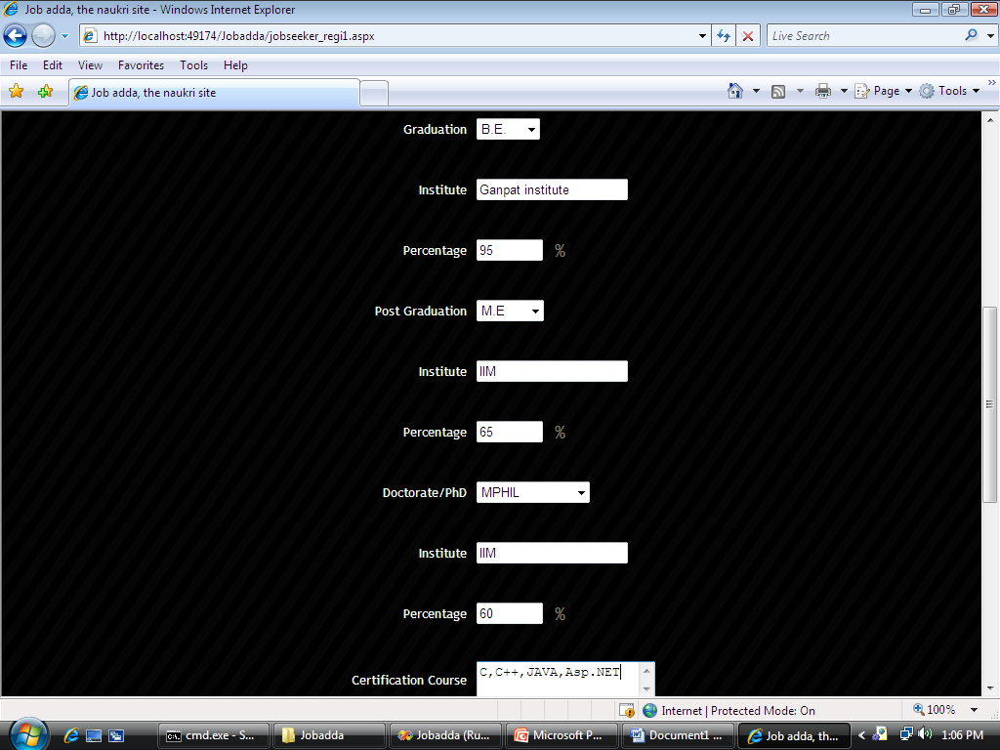 Job adda, the naukri site - Windows Internet Explorer
http://localhost:49174/Jobadda/jobseeker_regi1.aspx
Live Search
File Edit View Favorites Tools Help
Job adda, the naukri site
Page Tools
Graduation B.E.
Institute Ganpat institute
Percentage 95 %
Post Graduation M.E
Institute IIM
Percentage 65 %
Doctorate/PhD MPHIL
Institute IIM
Percentage 60 %
Certification Course C,C++,JAVA,Asp.NET
Internet | Protected Mode: On 100%
cmd.exe - S... Jobadda Jobadda (Ru... Microsoft P... Document1 ... Job adda, th... 1:06 PM